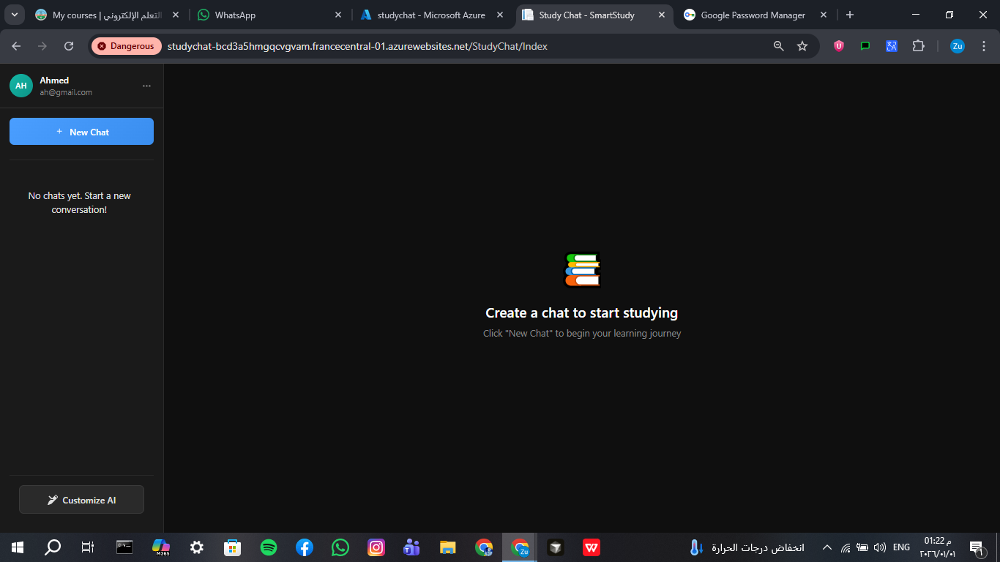 My courses | التعلم الإلكتروني
WhatsApp
studychat - Microsoft Azure
Study Chat - SmartStudy
Google Password Manager
Dangerous
studychat-bcd3a5hmgqcvgvam.francecentral-01.azurewebsites.net/StudyChat/Index
Zu
AH
Ahmed
ah@gmail.com
+ New Chat
No chats yet. Start a new
conversation!
Create a chat to start studying
Click "New Chat" to begin your learning journey
Customize AI
M365
Zu
انخفاض درجات الحرارة
ENG
01:22 م
٢٠٢٦/٠١/٠١
1